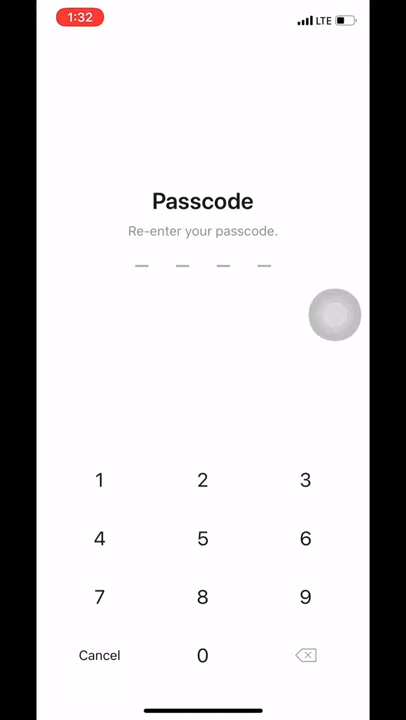 1:32 LTE
Passcode
Re-enter your passcode.
1 2 3
4 5 6
7 8 9
Cancel 0